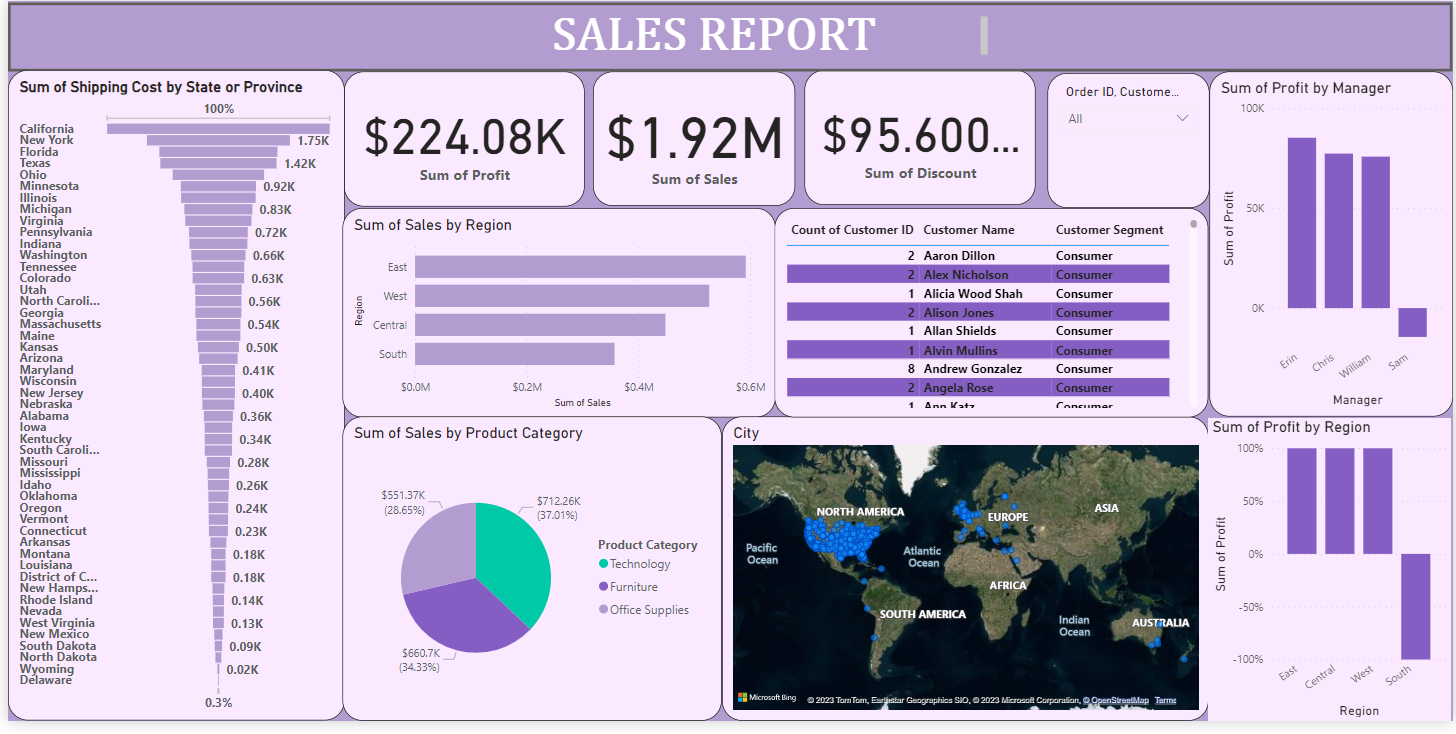 SALES REPORT
Sum of Shipping Cost by State or Province
100%
California
New York 1.75K
Florida
Texas 1.42K
Ohio
Minnesota 0.92K
Illinois
Michigan 0.83K
Virginia
Pennsylvania 0.72K
Indiana
Washington 0.66K
Tennessee
Colorado 0.63K
Utah
North Caroli... 0.56K
Georgia
Massachusetts 0.54K
Maine
Kansas 0.50K
Arizona
Maryland 0.41K
Wisconsin
New Jersey 0.40K
Nebraska
Alabama 0.36K
Iowa
Kentucky 0.34K
South Caroli...
Missouri 0.28K
Mississippi
Idaho 0.26K
Oklahoma
Oregon 0.24K
Vermont
Connecticut 0.23K
Arkansas
Montana 0.18K
Louisiana
District of C... 0.18K
New Hamps...
Rhode Island 0.14K
Nevada
West Virginia 0.13K
New Mexico
South Dakota 0.09K
North Dakota
Wyoming 0.02K
Delaware
0.3%
$224.08K
Sum of Profit
$1.92M
Sum of Sales
$95.600...
Sum of Discount
Order ID, Custome...
All
Sum of Profit by Manager
100K
50K
0K
Sum of Profit
Erin Chris William Sam
Manager
Sum of Sales by Region
Region
East
West
Central
South
$0.0M $0.2M $0.4M $0.6M
Sum of Sales
Count of Customer ID Customer Name Customer Segment
2 Aaron Dillon Consumer
2 Alex Nicholson Consumer
1 Alicia Wood Shah Consumer
2 Alison Jones Consumer
1 Allan Shields Consumer
1 Alvin Mullins Consumer
8 Andrew Gonzalez Consumer
2 Angela Rose Consumer
1 Ann Katz Consumer
Sum of Sales by Product Category
$551.37K
(28.65%)
$712.26K
(37.01%)
$660.7K
(34.33%)
Product Category
Technology
Furniture
Office Supplies
City
NORTH AMERICA
EUROPE
ASIA
Pacific
Ocean
Atlantic
Ocean
AFRICA
SOUTH AMERICA
Indian
Ocean
AUSTRALIA
Microsoft Bing
© 2023 TomTom, Earthstar Geographics SIO, © 2023 Microsoft Corporation, © OpenStreetMap Terms
Sum of Profit by Region
100%
50%
0%
-50%
-100%
Sum of Profit
East Central West South
Region